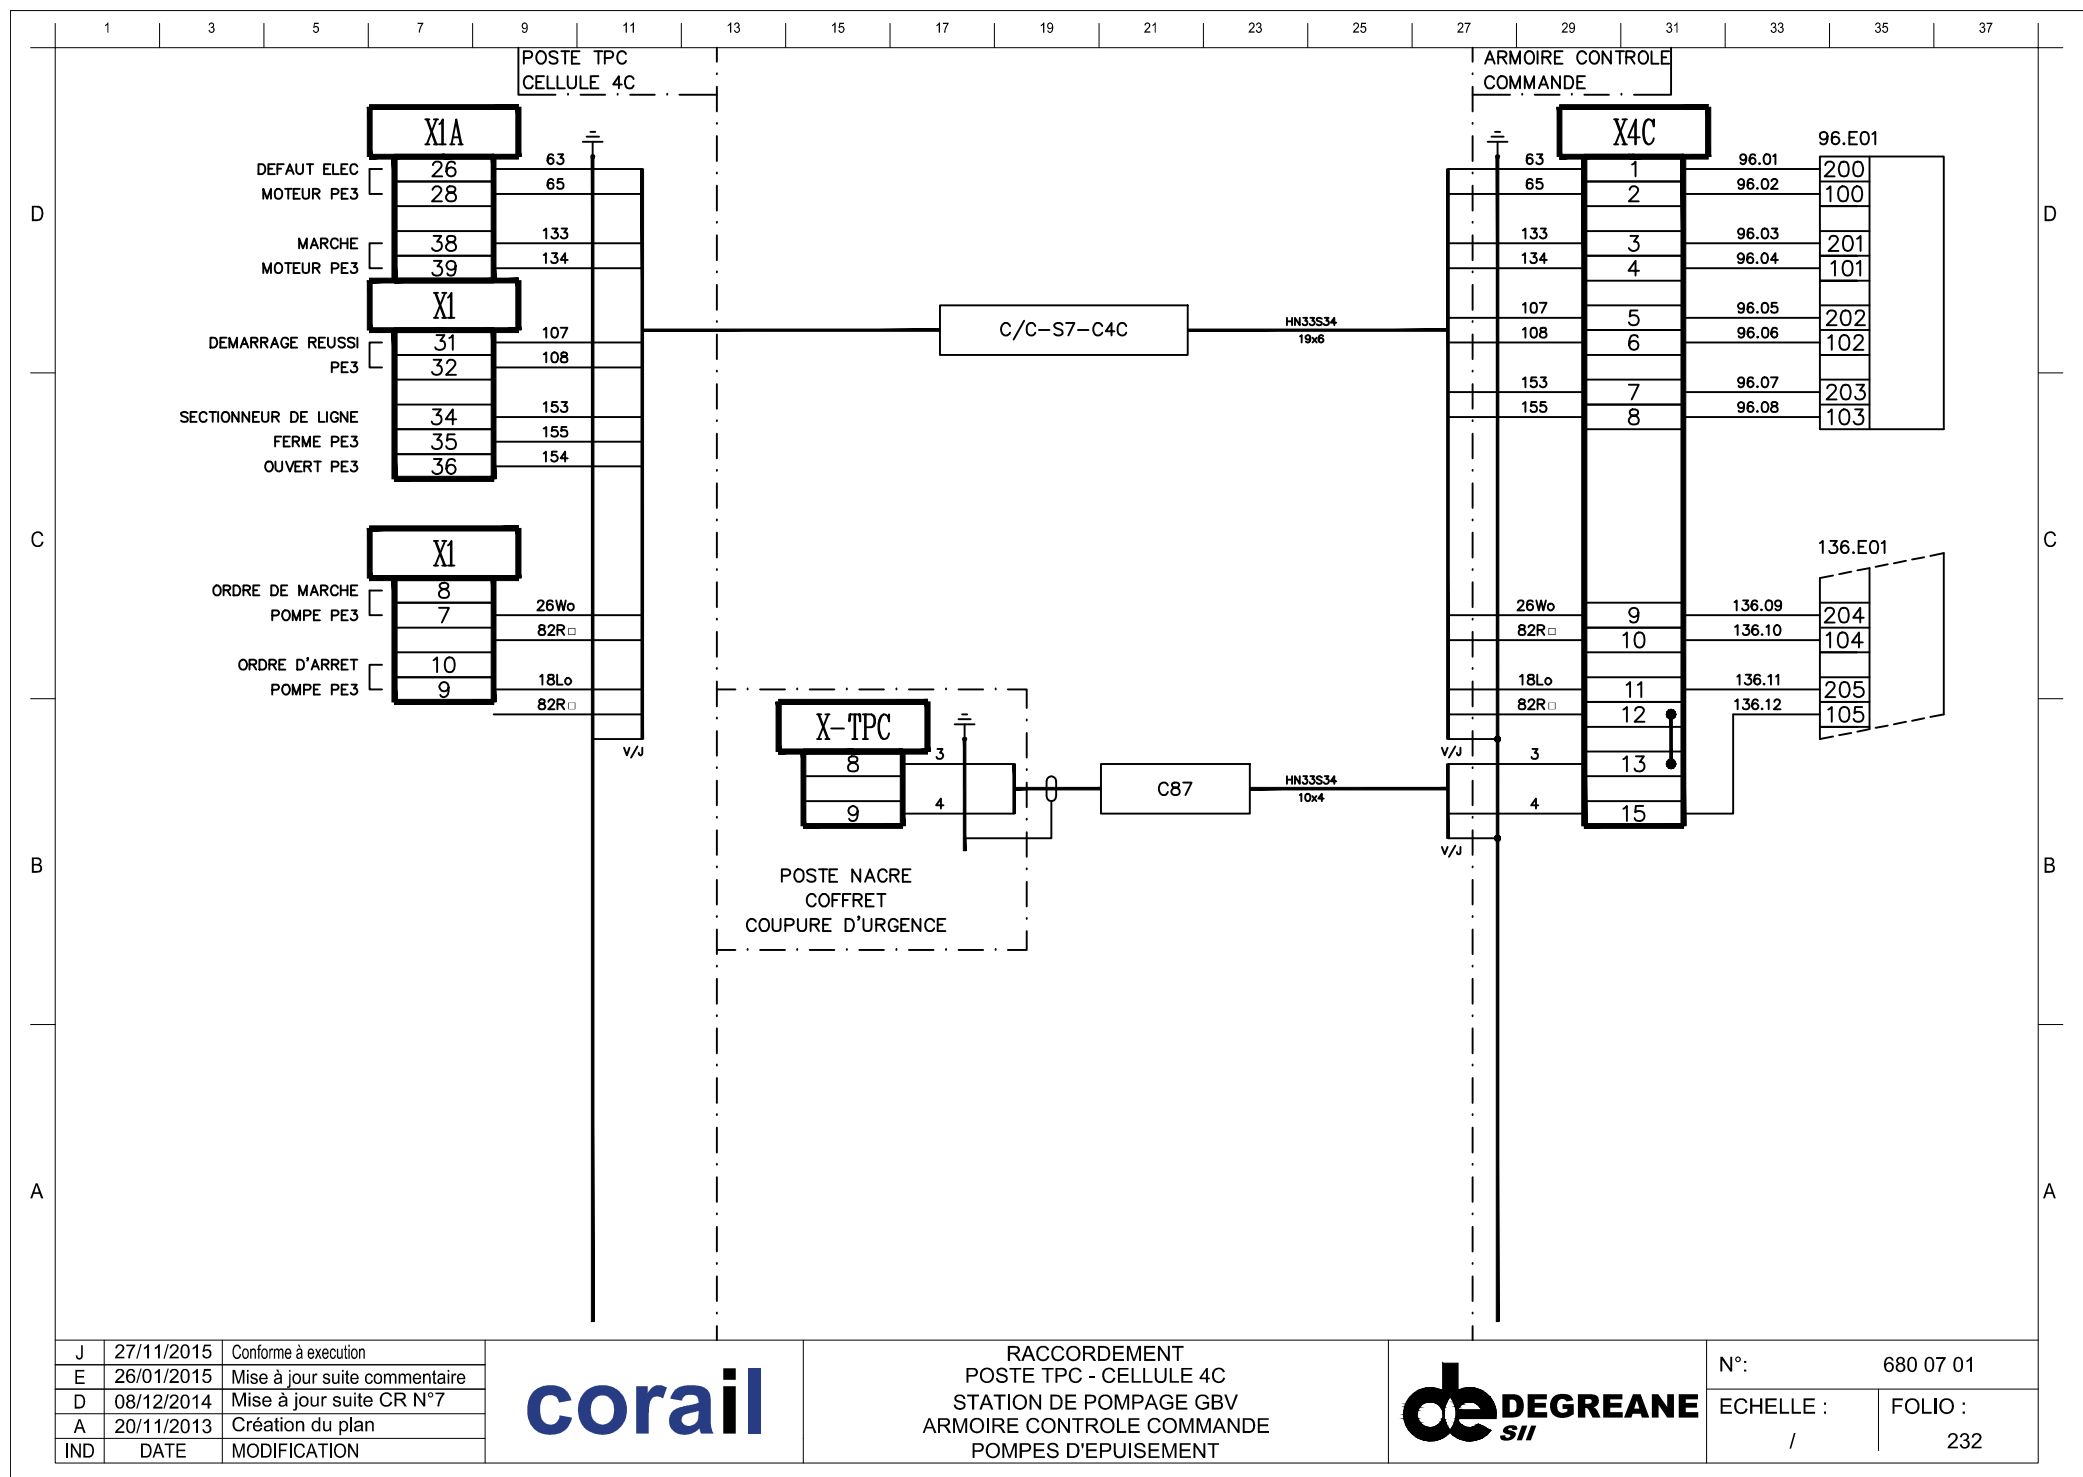 1 3 5 7 9 11 13 15 17 19 21 23 25 27 29 31 33 35 37
POSTE TPC
CELLULE 4C
ARMOIRE CONTROLE
COMMANDE
X1A
DEFAUT ELEC 26 63
MOTEUR PE3 28 65
MARCHE 38 133
MOTEUR PE3 39 134
X1
DEMARRAGE REUSSI 31 107
PE3 32 108
SECTIONNEUR DE LIGNE 34 153
FERME PE3 35 155
OUVERT PE3 36 154
X1
ORDRE DE MARCHE 8
POMPE PE3 7 26Wo
82R□
ORDRE D'ARRET 10
POMPE PE3 9 18Lo
82R□
V/J
C/C-S7-C4C
HN33S34
19x6
X4C
96.E01
63 1 96.01 200
65 2 96.02 100
133 3 96.03 201
134 4 96.04 101
107 5 96.05 202
108 6 96.06 102
153 7 96.07 203
155 8 96.08 103
136.E01
26Wo 9 136.09 204
82R□ 10 136.10 104
18Lo 11 136.11 205
82R□ 12 136.12 105
V/J
3 13
4 15
V/J
X-TPC
8 3
9 4
C87
HN33S34
10x4
POSTE NACRE
COFFRET
COUPURE D'URGENCE
D D
C C
B B
A A
J 27/11/2015 Conforme à execution
E 26/01/2015 Mise à jour suite commentaire
D 08/12/2014 Mise à jour suite CR N°7
A 20/11/2013 Création du plan
IND DATE MODIFICATION
corail
RACCORDEMENT
POSTE TPC - CELLULE 4C
STATION DE POMPAGE GBV
ARMOIRE CONTROLE COMMANDE
POMPES D'EPUISEMENT
de DEGREANE
SII
N°: 680 07 01
ECHELLE : /
FOLIO : 232